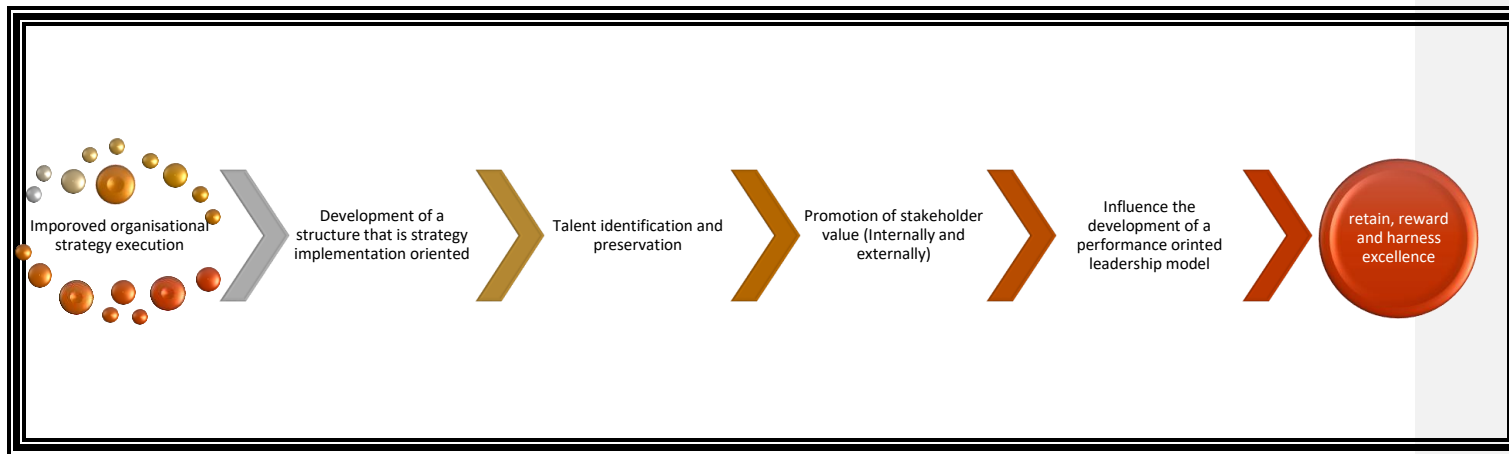 Imporoved organisational
strategy execution
Development of a
structure that is strategy
implementation oriented
Talent identification and
preservation
Promotion of stakeholder
value (Internally and
externally)
Influence the
development of a
performance orinted
leadership model
retain, reward
and harness
excellence